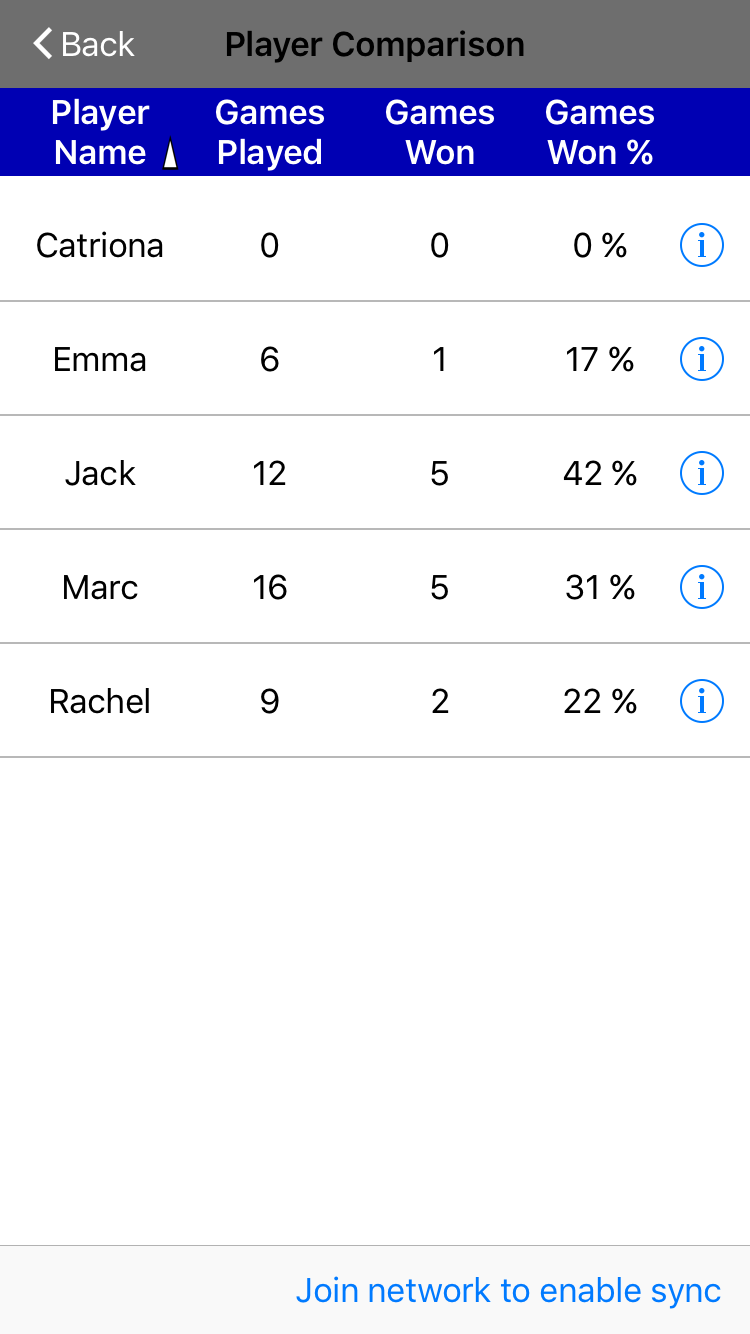 Back Player Comparison
Player Games Games Games
Name Played Won Won %
Catriona 0 0 0 %
Emma 6 1 17 %
Jack 12 5 42 %
Marc 16 5 31 %
Rachel 9 2 22 %
Join network to enable sync